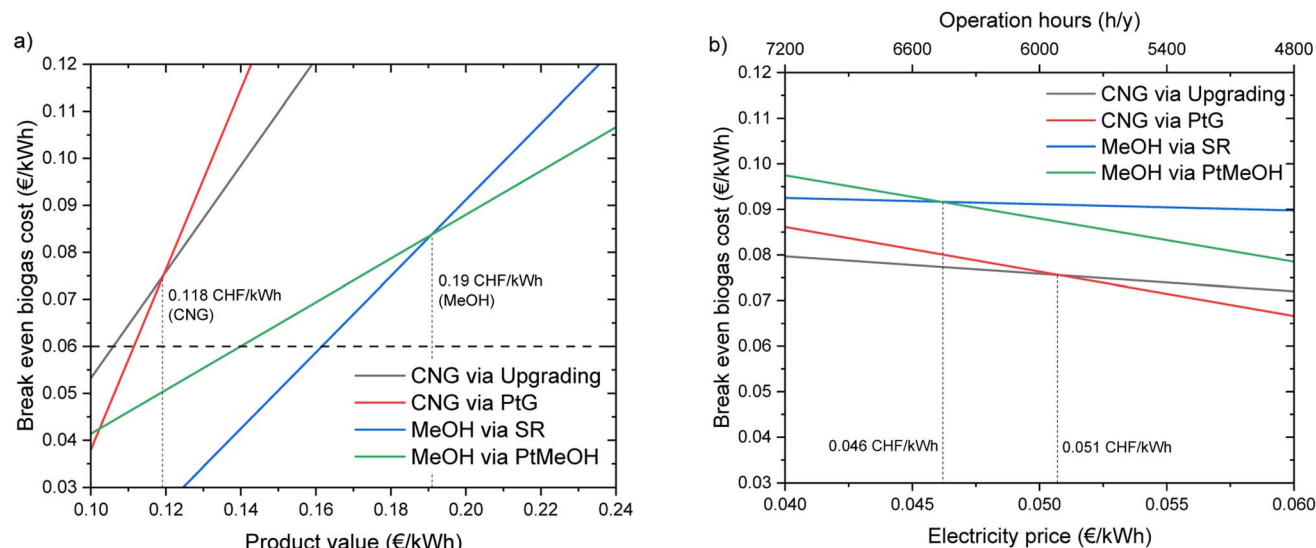 a)
Break even biogas cost (€/kWh)
0.12
0.11
0.10
0.09
0.08
0.07
0.06
0.05
0.04
0.03
0.118 CHF/kWh
(CNG)
0.19 CHF/kWh
(MeOH)
CNG via Upgrading
CNG via PtG
MeOH via SR
MeOH via PtMeOH
0.10 0.12 0.14 0.16 0.18 0.20 0.22 0.24
Product value (€/kWh)
b)
Operation hours (h/y)
7200 6600 6000 5400 4800
Break even biogas cost (€/kWh)
0.12
0.11
0.10
0.09
0.08
0.07
0.06
0.05
0.04
0.03
CNG via Upgrading
CNG via PtG
MeOH via SR
MeOH via PtMeOH
0.046 CHF/kWh
0.051 CHF/kWh
0.040 0.045 0.050 0.055 0.060
Electricity price (€/kWh)